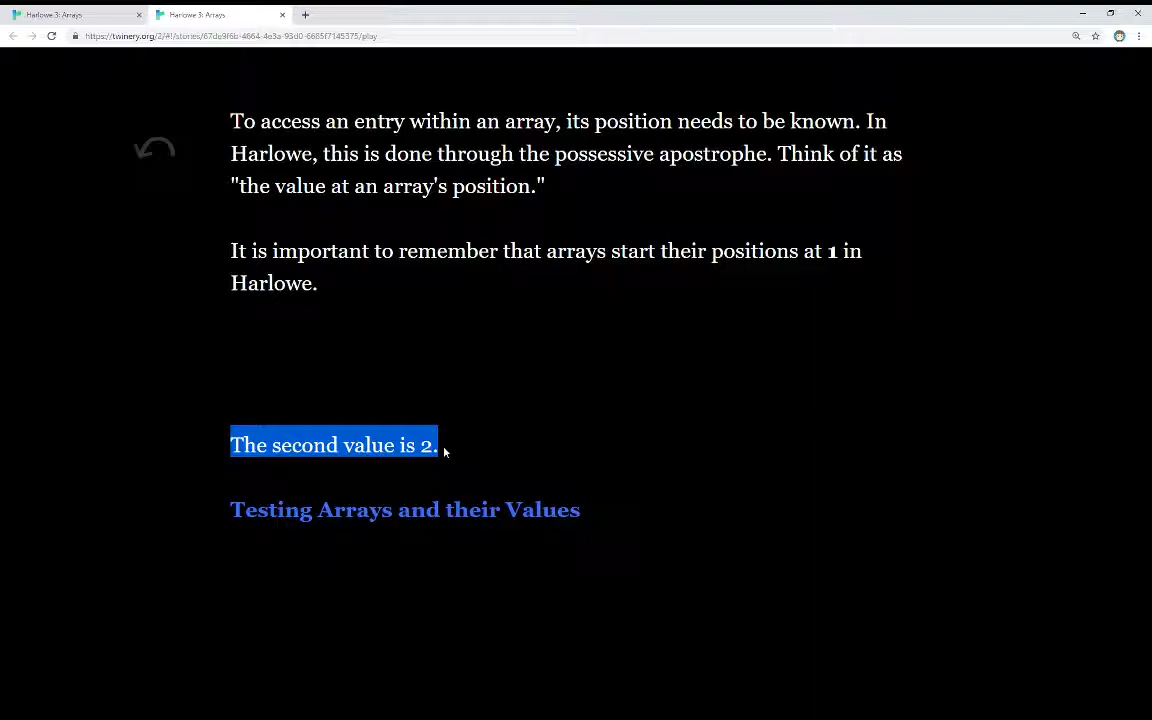 Harlowe 3: Arrays
Harlowe 3: Arrays
To access an entry within an array, its position needs to be known. In
Harlowe, this is done through the possessive apostrophe. Think of it as
"the value at an array's position."
It is important to remember that arrays start their positions at 1 in
Harlowe.
The second value is 2.
Testing Arrays and their Values